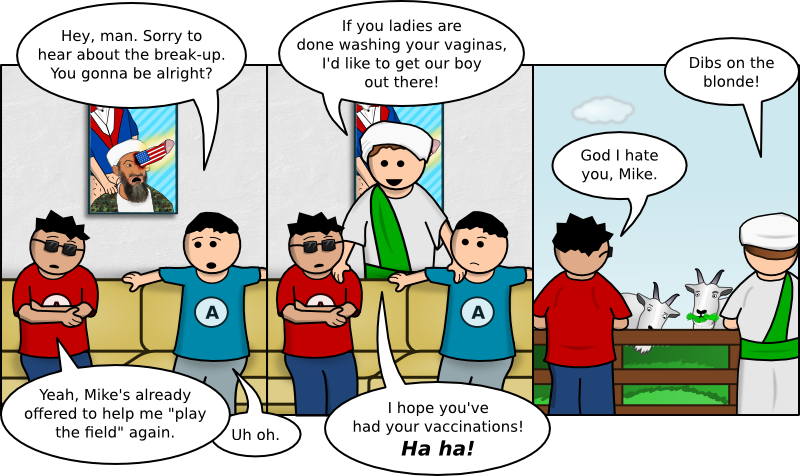 Hey, man. Sorry to
hear about the break-up.
You gonna be alright?
Yeah, Mike's already
offered to help me "play
the field" again.
Uh oh.
A
A
If you ladies are
done washing your vaginas,
I'd like to get our boy
out there!
I hope you've
had your vaccinations!
Ha ha!
A
A
Dibs on the
blonde!
God I hate
you, Mike.